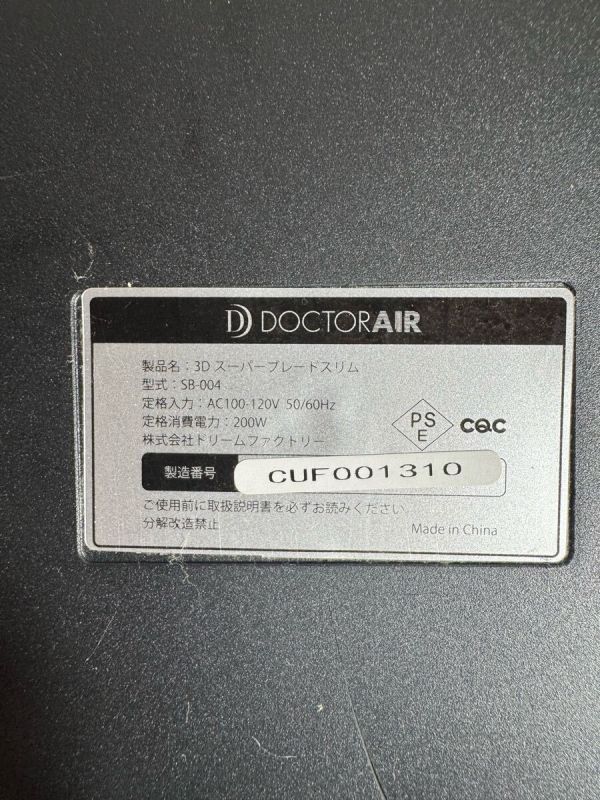 DOCTORAIR
製品名：3D スーパーブレードスリム
型式：SB-004
定格入力：AC100-120V 50/60Hz
定格消費電力：200W
株式会社ドリームファクトリー
PS
E
CQC
製造番号 CUF001310
ご使用前に取扱説明書を必ずお読みください。
分解改造禁止
Made in China